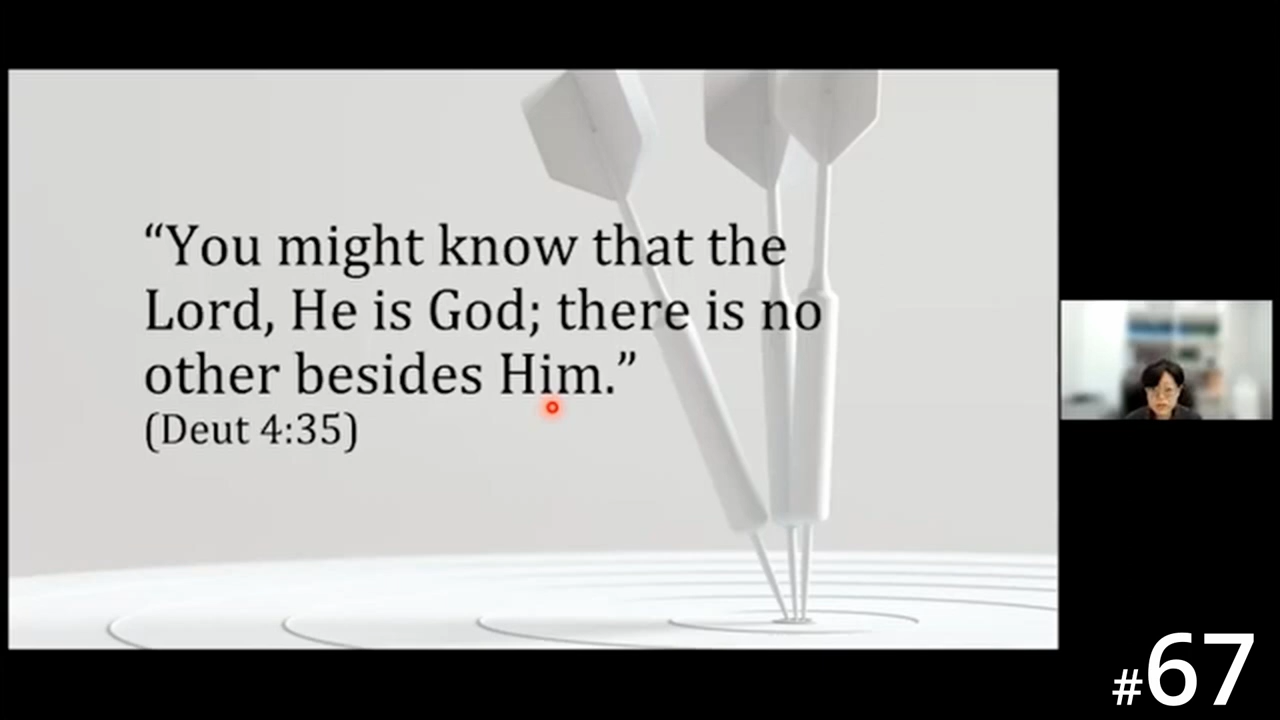 “You might know that the
Lord, He is God; there is no
other besides Him.”
(Deut 4:35)
#67